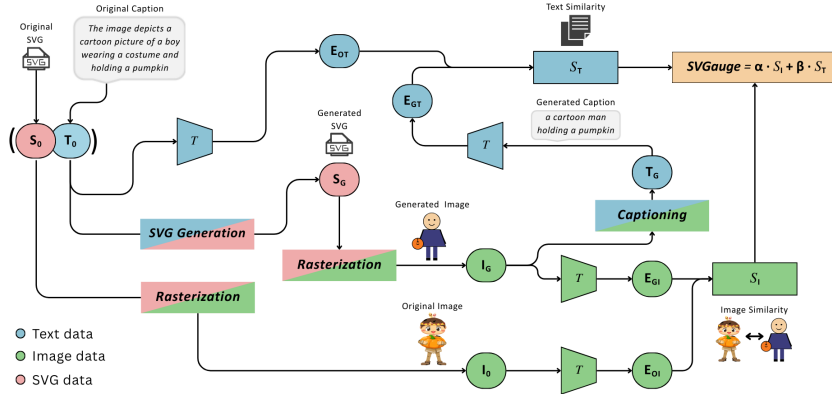 Original Caption
Original
SVG
SVG
The image depicts a
cartoon picture of a boy
wearing a costume and
holding a pumpkin
Text Similarity
E_OT
S_T
SVGauge = α · S_I + β · S_T
E_GT
Generated Caption
a cartoon man
holding a pumpkin
Generated
SVG
SVG
( S_0 T_0 )
T
T
S_G
T_G
SVG Generation
Generated Image
Captioning
Rasterization
I_G
T
E_GI
S_I
Rasterization
Original Image
Image Similarity
Text data
Image data
SVG data
I_0
T
E_OI